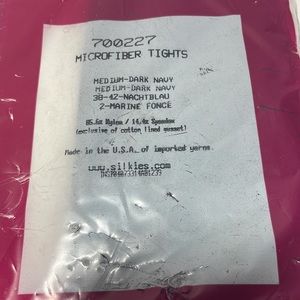 700227
MICROFIBER TIGHTS
MEDIUM-DARK NAVY
MEDIUM-DARK NAVY
38-42-NACHTBLAU
2-MARINE FONCÉ
85.6% Nylon / 14.4% Spandex
(exclusive of cotton lined gusset)
Made in the U.S.A. of imported yarns.
www.silkies.com